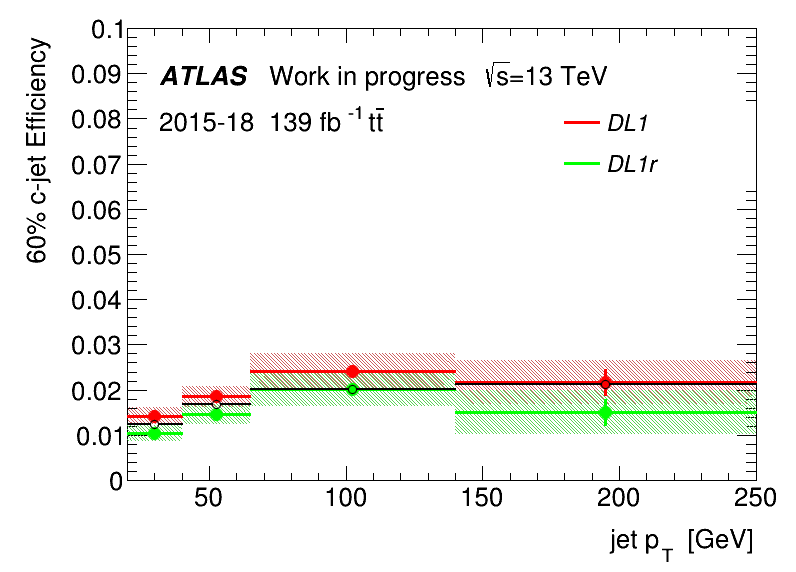 ATLAS Work in progress √s=13 TeV
2015-18 139 fb⁻¹ tt̄
DL1
DL1r
60% c-jet Efficiency
0.1
0.09
0.08
0.07
0.06
0.05
0.04
0.03
0.02
0.01
0
50 100 150 200 250
jet p_T [GeV]